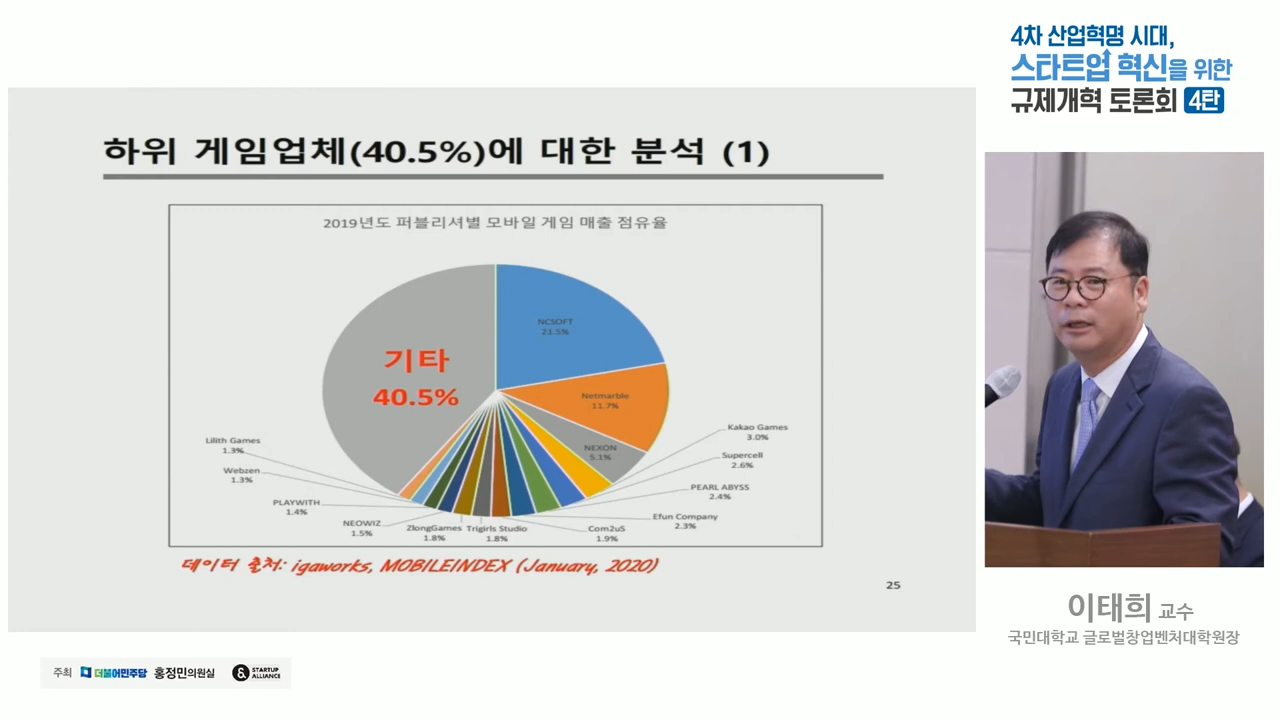 4차 산업혁명 시대,
스타트업 혁신을 위한
규제개혁 토론회 4탄
하위 게임업체(40.5%)에 대한 분석 (1)
2019년도 퍼블리셔별 모바일 게임 매출 점유율
NCSOFT
21.5%
Netmarble
11.7%
NEXON
5.1%
Kakao Games
3.0%
Supercell
2.6%
PEARL ABYSS
2.4%
Efun Company
2.3%
Com2uS
1.9%
Trigirls Studio
1.8%
ZlongGames
1.8%
NEOWIZ
1.5%
PLAYWITH
1.4%
Webzen
1.3%
Lilith Games
1.3%
기타
40.5%
데이터 출처: igaworks, MOBILEINDEX (January, 2020)
25
이태희 교수
국민대학교 글로벌창업벤처대학원장
주최 더불어민주당 홍정민의원실 STARTUP ALLIANCE